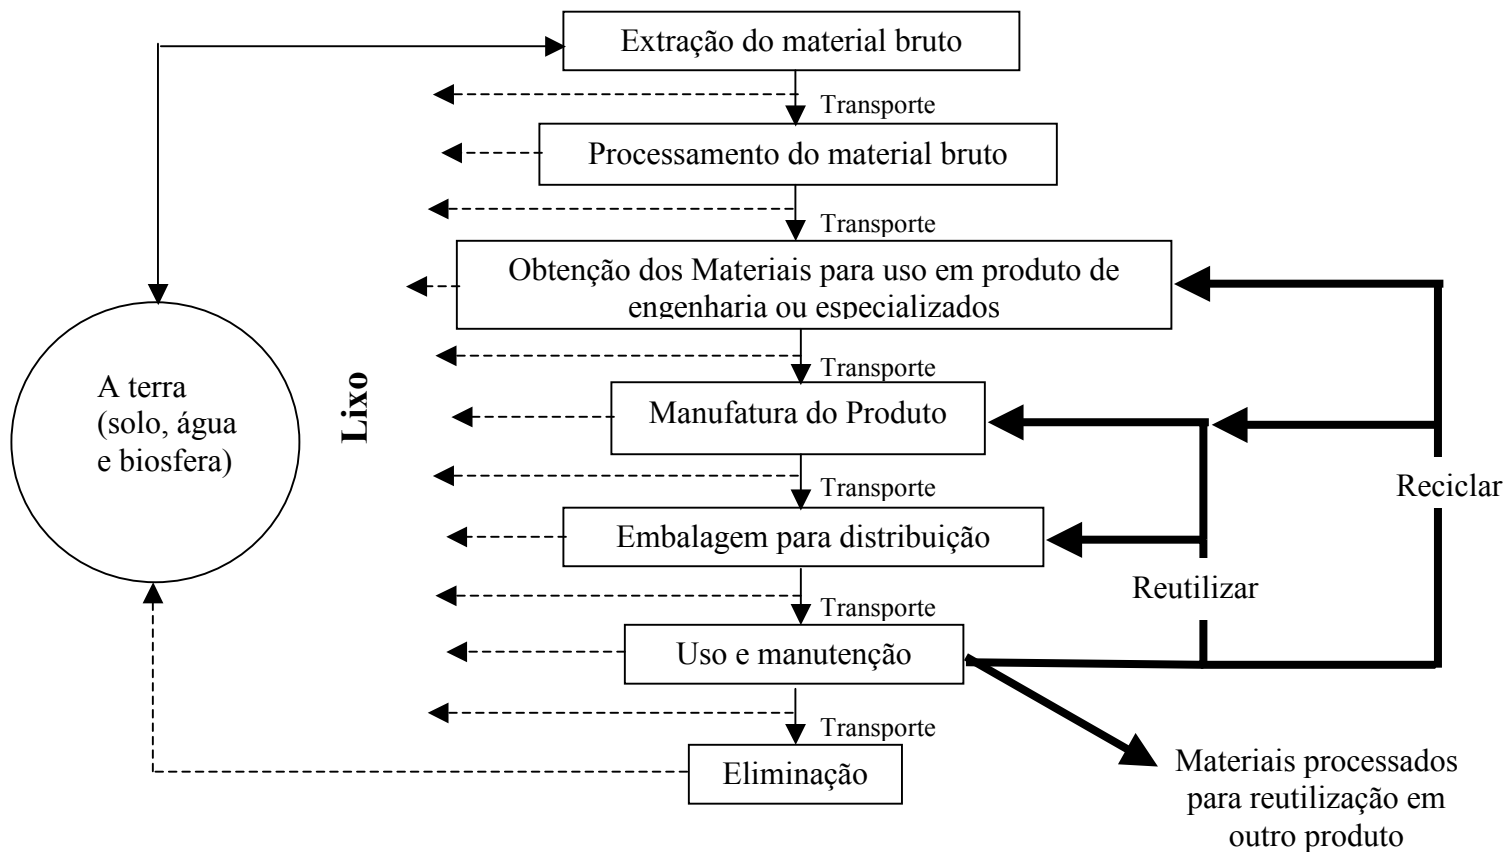 Extração do material bruto
Transporte
Processamento do material bruto
Transporte
Obtenção dos Materiais para uso em produto de
engenharia ou especializados
Transporte
Manufatura do Produto
Transporte
Embalagem para distribuição
Transporte
Uso e manutenção
Transporte
Eliminação
A terra
(solo, água
e biosfera)
Lixo
Reciclar
Reutilizar
Materiais processados
para reutilização em
outro produto